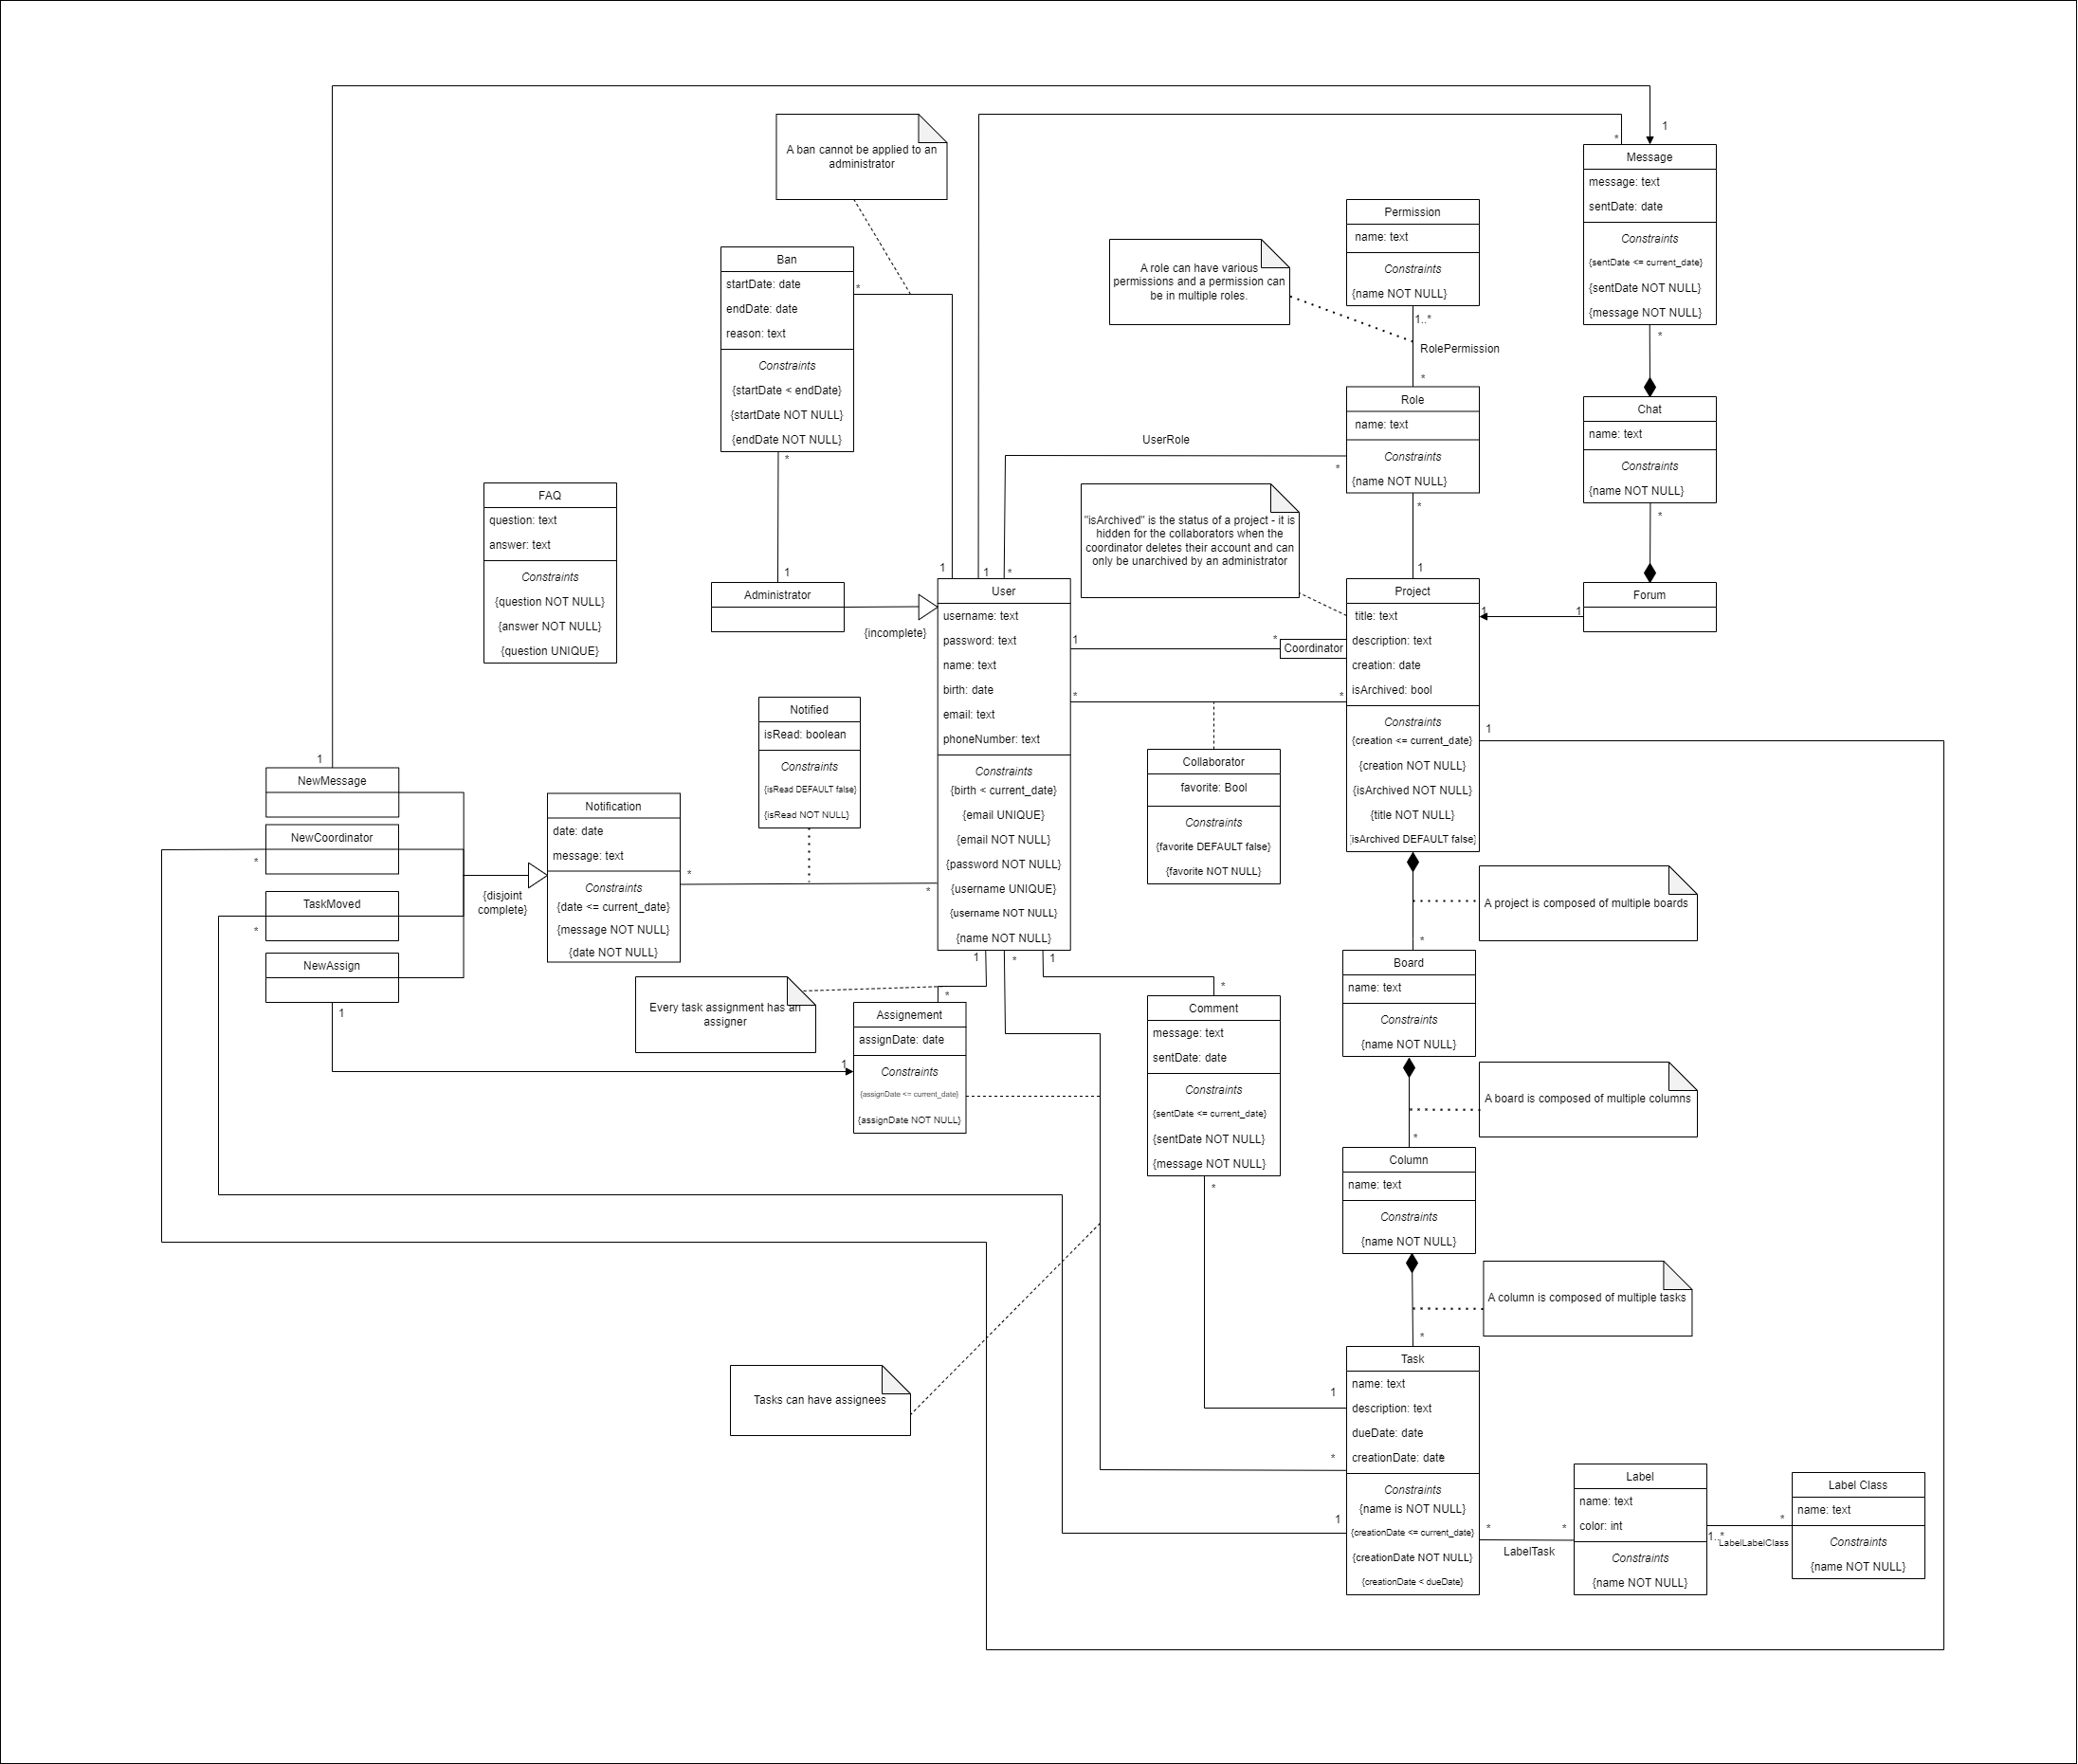 A ban cannot be applied to an
administrator
*
1
Message
message: text
sentDate: date
Constraints
{sentDate <= current_date}
{sentDate NOT NULL}
{message NOT NULL}
*
Permission
name: text
Constraints
{name NOT NULL}
1..*
RolePermission
*
A role can have various
permissions and a permission can
be in multiple roles.
Ban
startDate: date
endDate: date
reason: text
Constraints
{startDate < endDate}
{startDate NOT NULL}
{endDate NOT NULL}
*
*
Role
name: text
Constraints
{name NOT NULL}
*
UserRole
*
Chat
name: text
Constraints
{name NOT NULL}
*
FAQ
question: text
answer: text
Constraints
{question NOT NULL}
{answer NOT NULL}
{question UNIQUE}
"isArchived" is the status of a project - it is
hidden for the collaborators when the
coordinator deletes their account and can
only be unarchived by an administrator
1
Administrator
{incomplete}
1
1
*
User
username: text
password: text
name: text
birth: date
email: text
phoneNumber: text
Constraints
{birth < current_date}
{email UNIQUE}
{email NOT NULL}
{password NOT NULL}
{username UNIQUE}
{username NOT NULL}
{name NOT NULL}
1
*
Coordinator
*
*
1
Project
title: text
description: text
creation: date
isArchived: bool
Constraints
{creation <= current_date}
{creation NOT NULL}
{isArchived NOT NULL}
{title NOT NULL}
{isArchived DEFAULT false}
1
1
Forum
1
Notified
isRead: boolean
Constraints
{isRead DEFAULT false}
{isRead NOT NULL}
Collaborator
favorite: Bool
Constraints
{favorite DEFAULT false}
{favorite NOT NULL}
1
NewMessage
NewCoordinator
*
TaskMoved
*
NewAssign
1
{disjoint
complete}
Notification
date: date
message: text
Constraints
{date <= current_date}
{message NOT NULL}
{date NOT NULL}
*
*
A project is composed of multiple boards
*
Board
name: text
Constraints
{name NOT NULL}
1
*
1
Every task assignment has an
assigner
*
1
Assignement
assignDate: date
Constraints
{assignDate <= current_date}
{assignDate NOT NULL}
*
Comment
message: text
sentDate: date
Constraints
{sentDate <= current_date}
{sentDate NOT NULL}
{message NOT NULL}
*
A board is composed of multiple columns
*
Column
name: text
Constraints
{name NOT NULL}
A column is composed of multiple tasks
*
Tasks can have assignees
Task
name: text
description: text
dueDate: date
creationDate: date
Constraints
{name is NOT NULL}
{creationDate <= current_date}
{creationDate NOT NULL}
{creationDate < dueDate}
1
*
1
*
*
LabelTask
Label
name: text
color: int
Constraints
{name NOT NULL}
1..*
*
LabelLabelClass
Label Class
name: text
Constraints
{name NOT NULL}